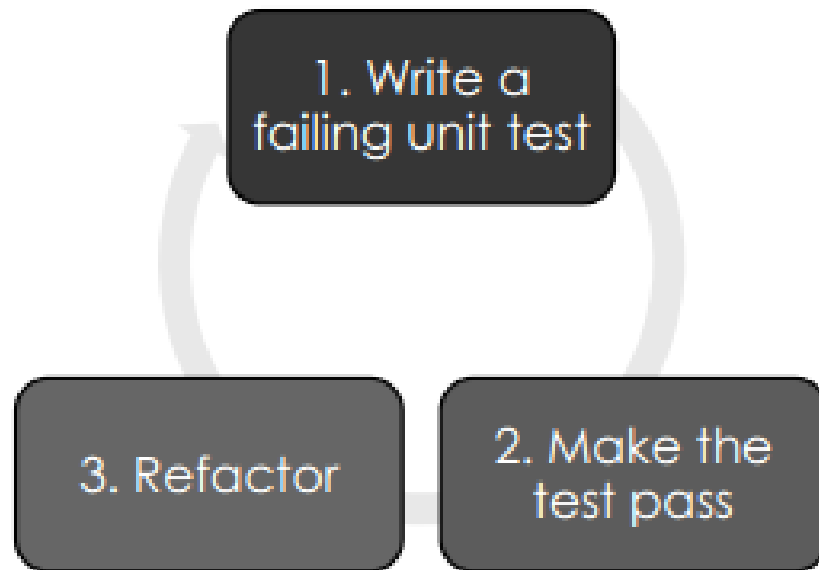 1. Write a
failing unit test
2. Make the
test pass
3. Refactor